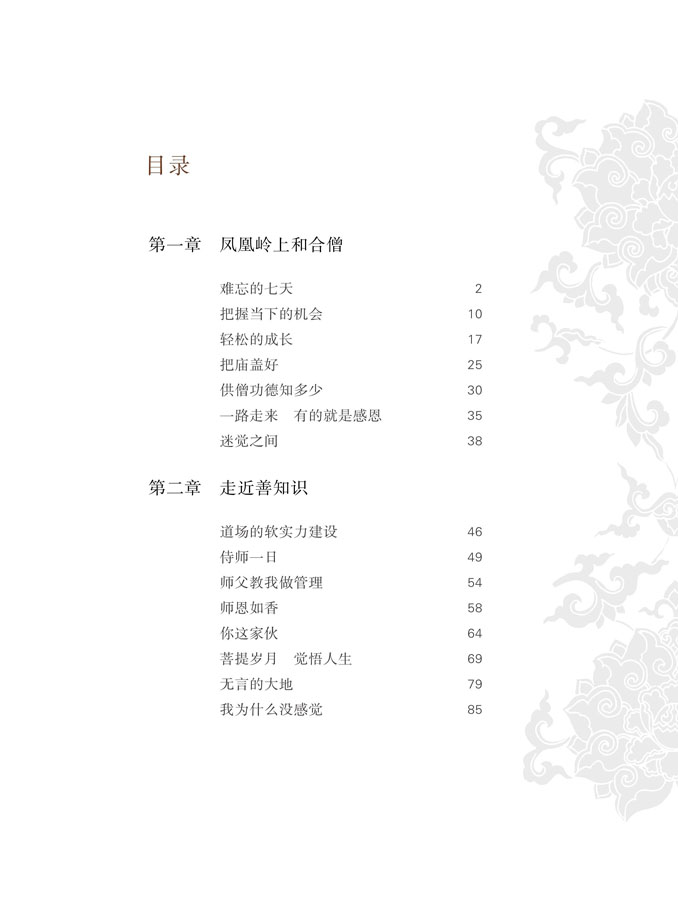 目录
第一章　凤凰岭上和合僧
难忘的七天 2
把握当下的机会 10
轻松的成长 17
把庙盖好 25
供僧功德知多少 30
一路走来　有的就是感恩 35
迷觉之间 38
第二章　走近善知识
道场的软实力建设 46
侍师一日 49
师父教我做管理 54
师恩如香 58
你这家伙 64
菩提岁月　觉悟人生 69
无言的大地 79
我为什么没感觉 85